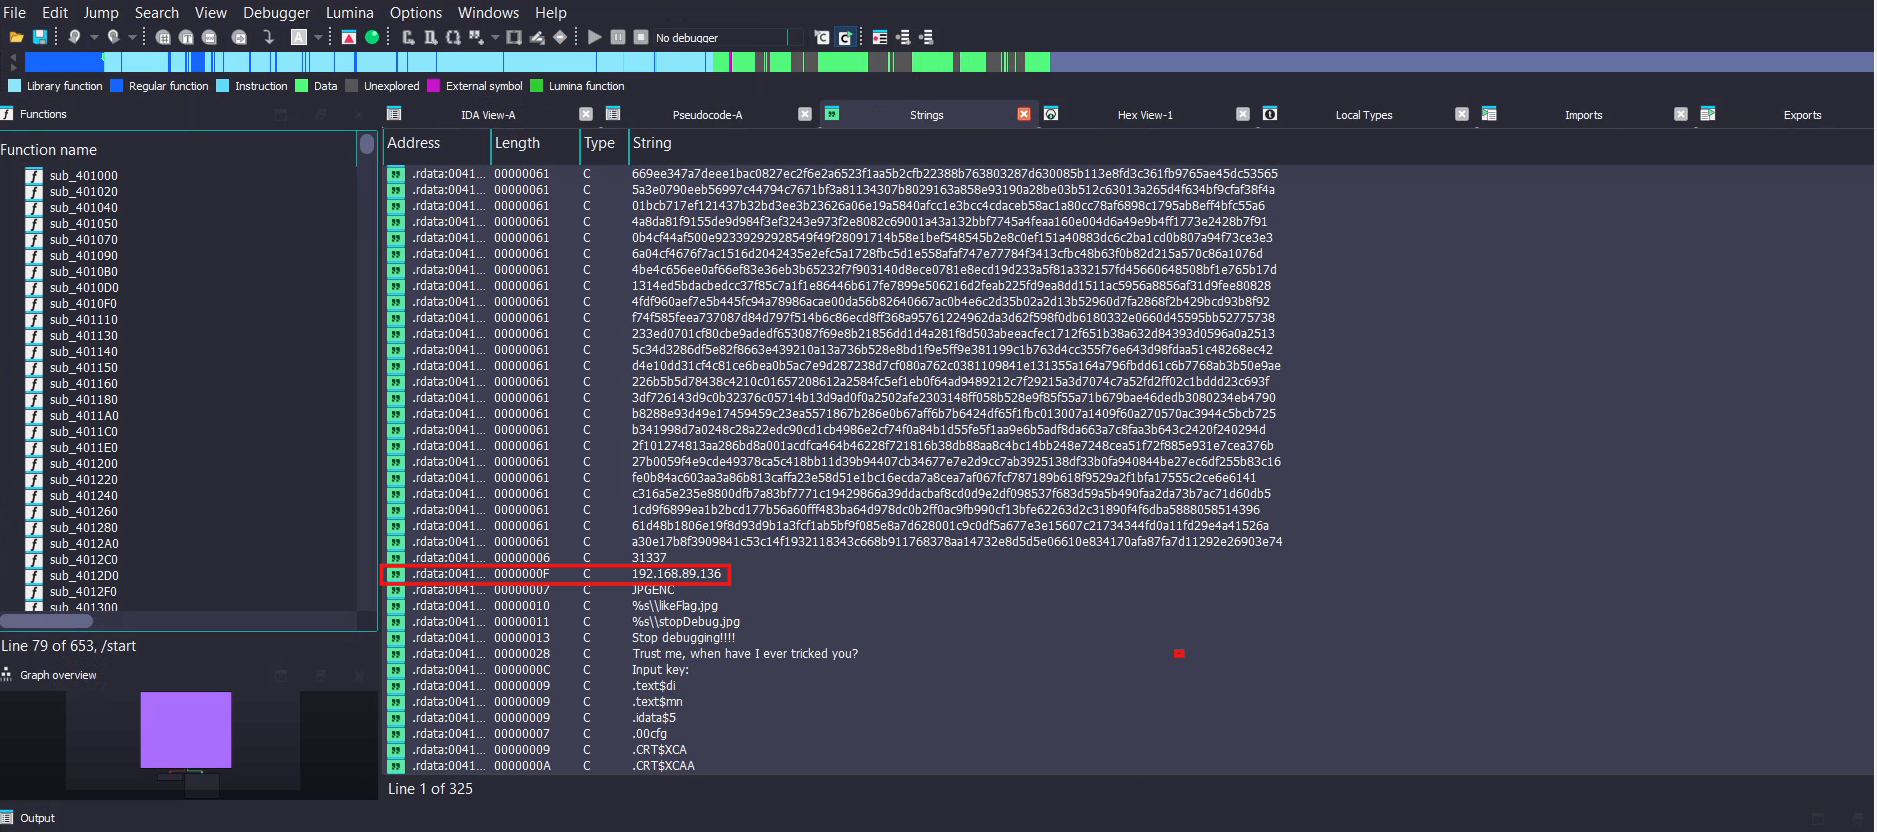 File Edit Jump Search View Debugger Lumina Options Windows Help
No debugger
Library function Regular function Instruction Data Unexplored External symbol Lumina function
Functions
IDA View-A Pseudocode-A Strings Hex View-1 Local Types Imports Exports
Function name
sub_401000
sub_401020
sub_401040
sub_401050
sub_401070
sub_401090
sub_4010B0
sub_4010D0
sub_4010F0
sub_401110
sub_401130
sub_401140
sub_401150
sub_401160
sub_401180
sub_4011A0
sub_4011C0
sub_4011E0
sub_401200
sub_401220
sub_401240
sub_401260
sub_401280
sub_4012A0
sub_4012C0
sub_4012D0
sub_4012F0
sub_401300
Line 79 of 653, /start
Graph overview
Address Length Type String
.rdata:0041... 00000061 C 669ee347a7deee1bac0827ec2f6e2a6523f1aa5b2cfb22388b763803287d630085b113e8fd3c361fb9765ae45dc53565
.rdata:0041... 00000061 C 5a3e0790eeb56997c44794c7671bf3a81134307b8029163a858e93190a28be03b512c63013a265d4f634bf9cfaf38f4a
.rdata:0041... 00000061 C 01bcb717ef121437b32bd3ee3b23626a06e19a5840afcc1e3bcc4cdaceb58ac1a80cc78af6898c1795ab8eff4bfc55a6
.rdata:0041... 00000061 C 4a8da81f9155de9d984f3ef3243e973f2e8082c69001a43a132bbf7745a4feaa160e004d6a49e9b4ff1773e2428b7f91
.rdata:0041... 00000061 C 0b4cf44af500e92339292928549f49f28091714b58e1bef548545b2e8c0ef151a40883dc6c2ba1cd0b807a94f73ce3e3
.rdata:0041... 00000061 C 6a04cf4676f7ac1516d2042435e2efc5a1728fbc5d1e558afaf747e77784f3413cfbc48b63f0b82d215a570c86a1076d
.rdata:0041... 00000061 C 4be4c656ee0af66ef83e36eb3b65232f7f903140d8ece0781e8ecd19d233a5f81a332157fd45660648508bf1e765b17d
.rdata:0041... 00000061 C 1314ed5bdacbedcc37f85c7a1f1e86446b617fe7899e506216d2feab225fd9ea8dd1511ac5956a8856af31d9fee80828
.rdata:0041... 00000061 C 4fdf960aef7e5b445fc94a78986acae00da56b82640667ac0b4e6c2d35b02a2d13b52960d7fa2868f2b429bcd93b8f92
.rdata:0041... 00000061 C f74f585feea737087d84d797f514b6c86ecd8ff368a95761224962da3d62f598f0db6180332e0660d45595bb52775738
.rdata:0041... 00000061 C 233ed0701cf80cbe9adedf653087f69e8b21856dd1d4a281f8d503abeeacfec1712f651b38a632d84393d0596a0a2513
.rdata:0041... 00000061 C 5c34d3286df5e82f8663e439210a13a736b528e8bd1f9e5ff9e381199c1b763d4cc355f76e643d98fdaa51c48268ec42
.rdata:0041... 00000061 C d4e10dd31cf4c81ce6bea0b5ac7e9d287238d7cf080a762c0381109841e131355a164a796fbdd61c6b7768ab3b50e9ae
.rdata:0041... 00000061 C 226b5b5d78438c4210c01657208612a2584fc5ef1eb0f64ad9489212c7f29215a3d7074c7a52fd2ff02c1bddd23c693f
.rdata:0041... 00000061 C 3df726143d9c0b32376c05714b13d9ad0f0a2502afe2303148ff058b528e9f85f55a71b679bae46dedb3080234eb4790
.rdata:0041... 00000061 C b8288e93d49e17459459c23ea5571867b286e0b67aff6b7b6424df65f1fbc013007a1409f60a270570ac3944c5bcb725
.rdata:0041... 00000061 C b341998d7a0248c28a22edc90cd1cb4986e2cf74f0a84b1d55fe5f1aa9e6b5adf8da663a7c8faa3b643c2420f240294d
.rdata:0041... 00000061 C 2f101274813aa286bd8a001acdfca464b46228f721816b38db88aa8c4bc14bb248e7248cea51f72f885e931e7cea376b
.rdata:0041... 00000061 C 27b0059f4e9cde49378ca5c418bb11d39b94407cb34677e7e2d9cc7ab3925138df33b0fa940844be27ec6df255b83c16
.rdata:0041... 00000061 C fe0b84ac603aa3a86b813caffa23e58d51e1bc16ecda7a8cea7af067fcf787189b618f9529a2f1bfa17555c2ce6e6141
.rdata:0041... 00000061 C c316a5e235e8800dfb7a83bf7771c19429866a39ddacbaf8cd0d9e2df098537f683d59a5b490faa2da73b7ac71d60db5
.rdata:0041... 00000061 C 1cd9f6899ea1b2bcd177b56a60fff483ba64d978dc0b2ff0ac9fb990cf13bfe62263d2c31890f4f6dba5888058514396
.rdata:0041... 00000061 C 61d48b1806e19f8d93d9b1a3fcf1ab5bf9f085e8a7d628001c9c0df5a677e3e15607c21734344fd0a11fd29e4a41526a
.rdata:0041... 00000061 C a30e17b8f3909841c53c14f1932118343c668b911768378aa14732e8d5d5e06610e834170afa87fa7d11292e26903e74
.rdata:0041... 00000006 C 31337
.rdata:0041... 0000000F C 192.168.89.136
.rdata:0041... 00000007 C JPGENC
.rdata:0041... 00000010 C %s\\likeFlag.jpg
.rdata:0041... 00000011 C %s\\stopDebug.jpg
.rdata:0041... 00000013 C Stop debugging!!!!
.rdata:0041... 00000028 C Trust me, when have I ever tricked you?
.rdata:0041... 0000000C C Input key:
.rdata:0041... 00000009 C .text$di
.rdata:0041... 00000009 C .text$mn
.rdata:0041... 00000009 C .idata$5
.rdata:0041... 00000007 C .00cfg
.rdata:0041... 00000009 C .CRT$XCA
.rdata:0041... 0000000A C .CRT$XCAA
Line 1 of 325
Output